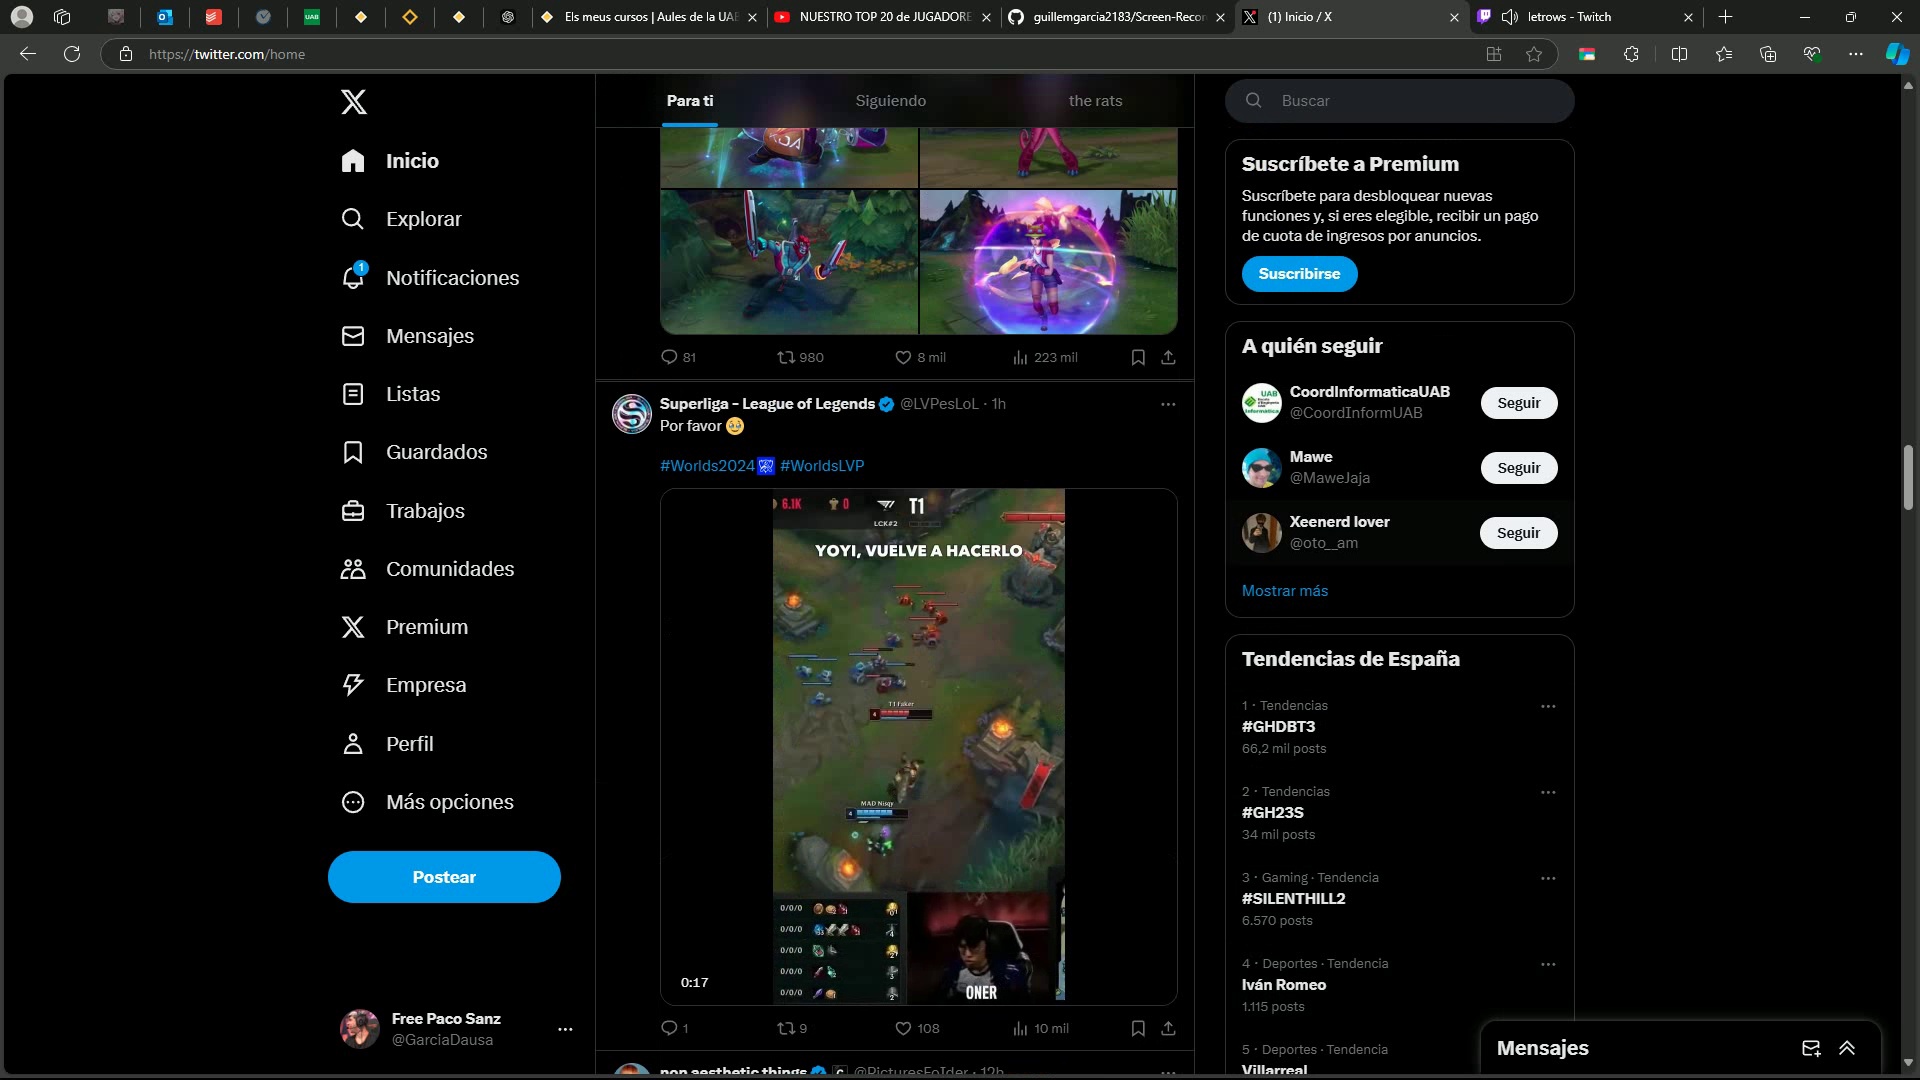 Els meus cursos | Aules de la UAB
NUESTRO TOP 20 de JUGADORE
guillemgarcia2183/Screen-Recor
(1) Inicio / X
letrows - Twitch
https://twitter.com/home
Inicio
Explorar
1
Notificaciones
Mensajes
Listas
Guardados
Trabajos
Comunidades
Premium
Empresa
Perfil
Más opciones
Postear
Free Paco Sanz
@GarciaDausa
Para ti
Siguiendo
the rats
81
980
8 mil
223 mil
Superliga - League of Legends @LVPesLoL · 1h
Por favor 🥹
#Worlds2024 #WorldsLVP
6.1K 0 T1
LCK#2
YOYI, VUELVE A HACERLO
T1 Faker
4
MAD Nisqy
4
0/0/0
0/0/0
0/0/0
0/0/0
0/0/0
ONER
0:17
1
9
108
10 mil
non aesthetic things @PicturesFoIder · 12h
Buscar
Suscríbete a Premium
Suscríbete para desbloquear nuevas
funciones y, si eres elegible, recibir un pago
de cuota de ingresos por anuncios.
Suscribirse
A quién seguir
CoordInformaticaUAB
@CoordInformUAB
Seguir
Mawe
@MaweJaja
Seguir
Xeenerd lover
@oto__am
Seguir
Mostrar más
Tendencias de España
1 · Tendencias
#GHDBT3
66,2 mil posts
2 · Tendencias
#GH23S
34 mil posts
3 · Gaming · Tendencia
#SILENTHILL2
6.570 posts
4 · Deportes · Tendencia
Iván Romeo
1.115 posts
5 · Deportes · Tendencia
Villarreal
Mensajes